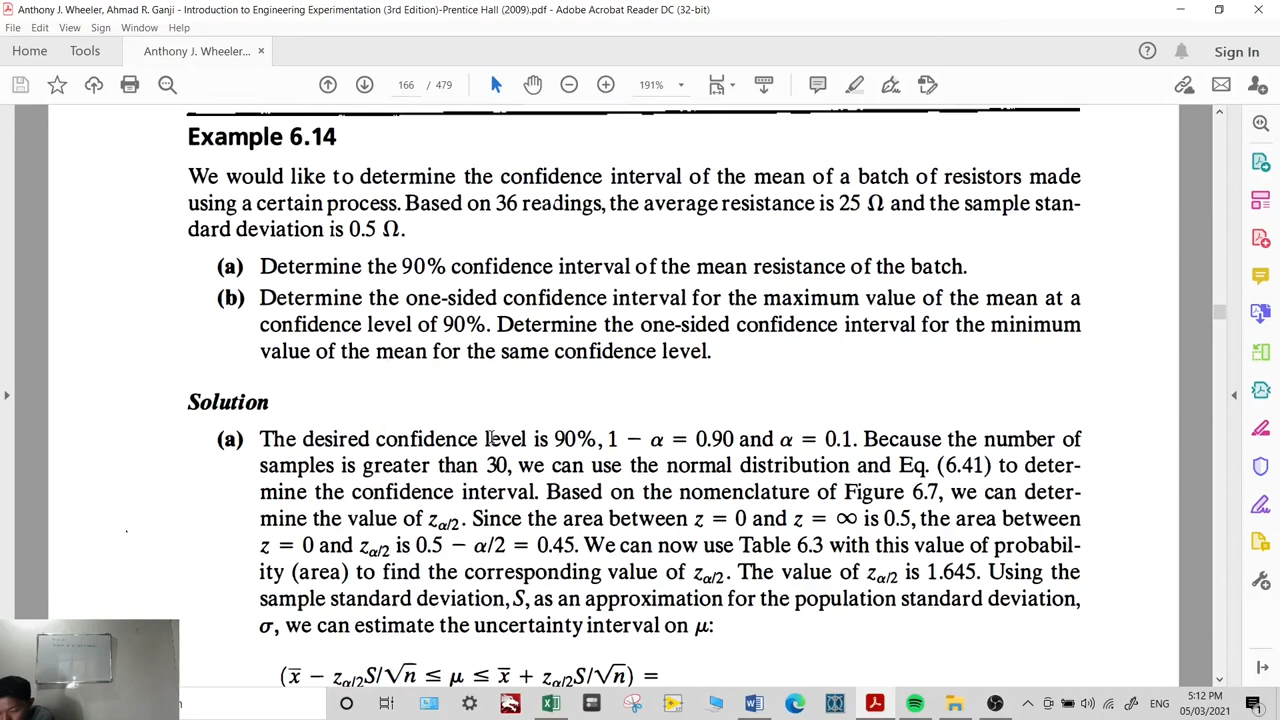 Anthony J. Wheeler, Ahmad R. Ganji - Introduction to Engineering Experimentation (3rd Edition)-Prentice Hall (2009).pdf - Adobe Acrobat Reader DC (32-bit)
File Edit View Sign Window Help
Home Tools Anthony J. Wheeler... × Sign In
166 / 479 191%
Example 6.14
We would like to determine the confidence interval of the mean of a batch of resistors made
using a certain process. Based on 36 readings, the average resistance is 25 Ω and the sample stan-
dard deviation is 0.5 Ω.
(a) Determine the 90% confidence interval of the mean resistance of the batch.
(b) Determine the one-sided confidence interval for the maximum value of the mean at a
confidence level of 90%. Determine the one-sided confidence interval for the minimum
value of the mean for the same confidence level.
Solution
(a) The desired confidence level is 90%, 1 − α = 0.90 and α = 0.1. Because the number of
samples is greater than 30, we can use the normal distribution and Eq. (6.41) to deter-
mine the confidence interval. Based on the nomenclature of Figure 6.7, we can deter-
mine the value of zα/2. Since the area between z = 0 and z = ∞ is 0.5, the area between
z = 0 and zα/2 is 0.5 − α/2 = 0.45. We can now use Table 6.3 with this value of probabil-
ity (area) to find the corresponding value of zα/2. The value of zα/2 is 1.645. Using the
sample standard deviation, S, as an approximation for the population standard deviation,
σ, we can estimate the uncertainty interval on μ:
(x̄ − zα/2S/√n ≤ μ ≤ x̄ + zα/2S/√n) =
ENG
5:12 PM
05/03/2021